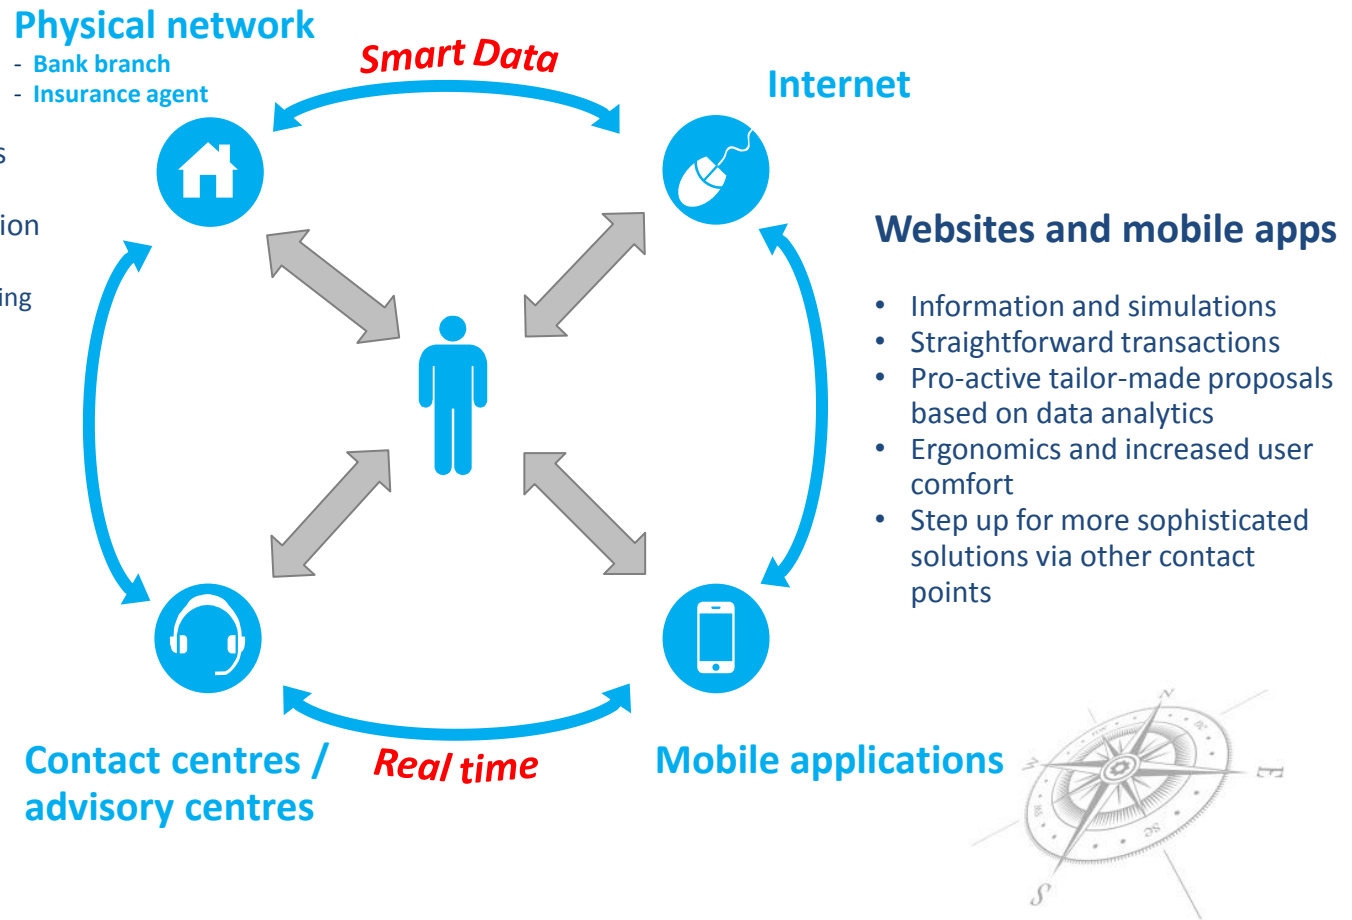 Physical network
- Bank branch
- Insurance agent
Smart Data
Internet
s
ion
ing
Websites and mobile apps
• Information and simulations
• Straightforward transactions
• Pro-active tailor-made proposals
based on data analytics
• Ergonomics and increased user
comfort
• Step up for more sophisticated
solutions via other contact
points
Contact centres /
advisory centres
Real time
Mobile applications
N
E
S